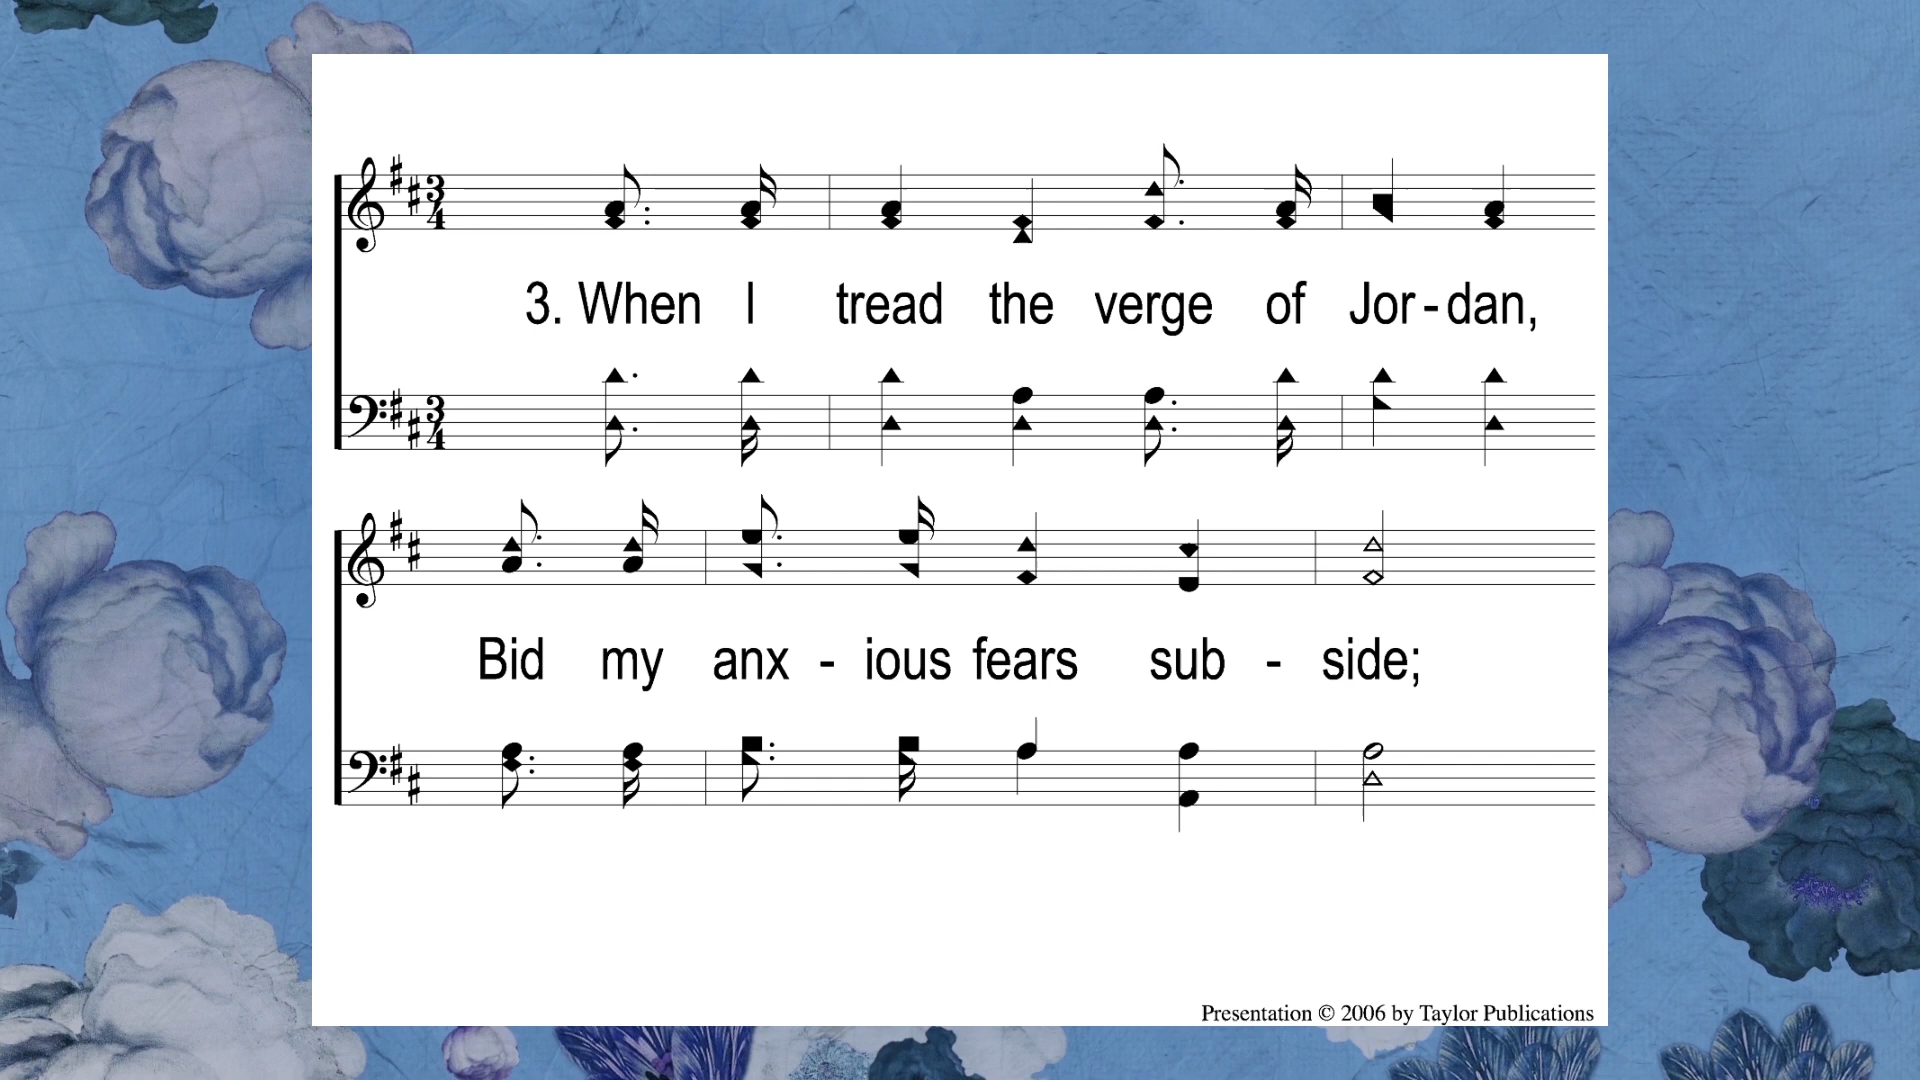 3. When I tread the verge of Jor-dan,
Bid my anx - ious fears sub - side;
Presentation © 2006 by Taylor Publications